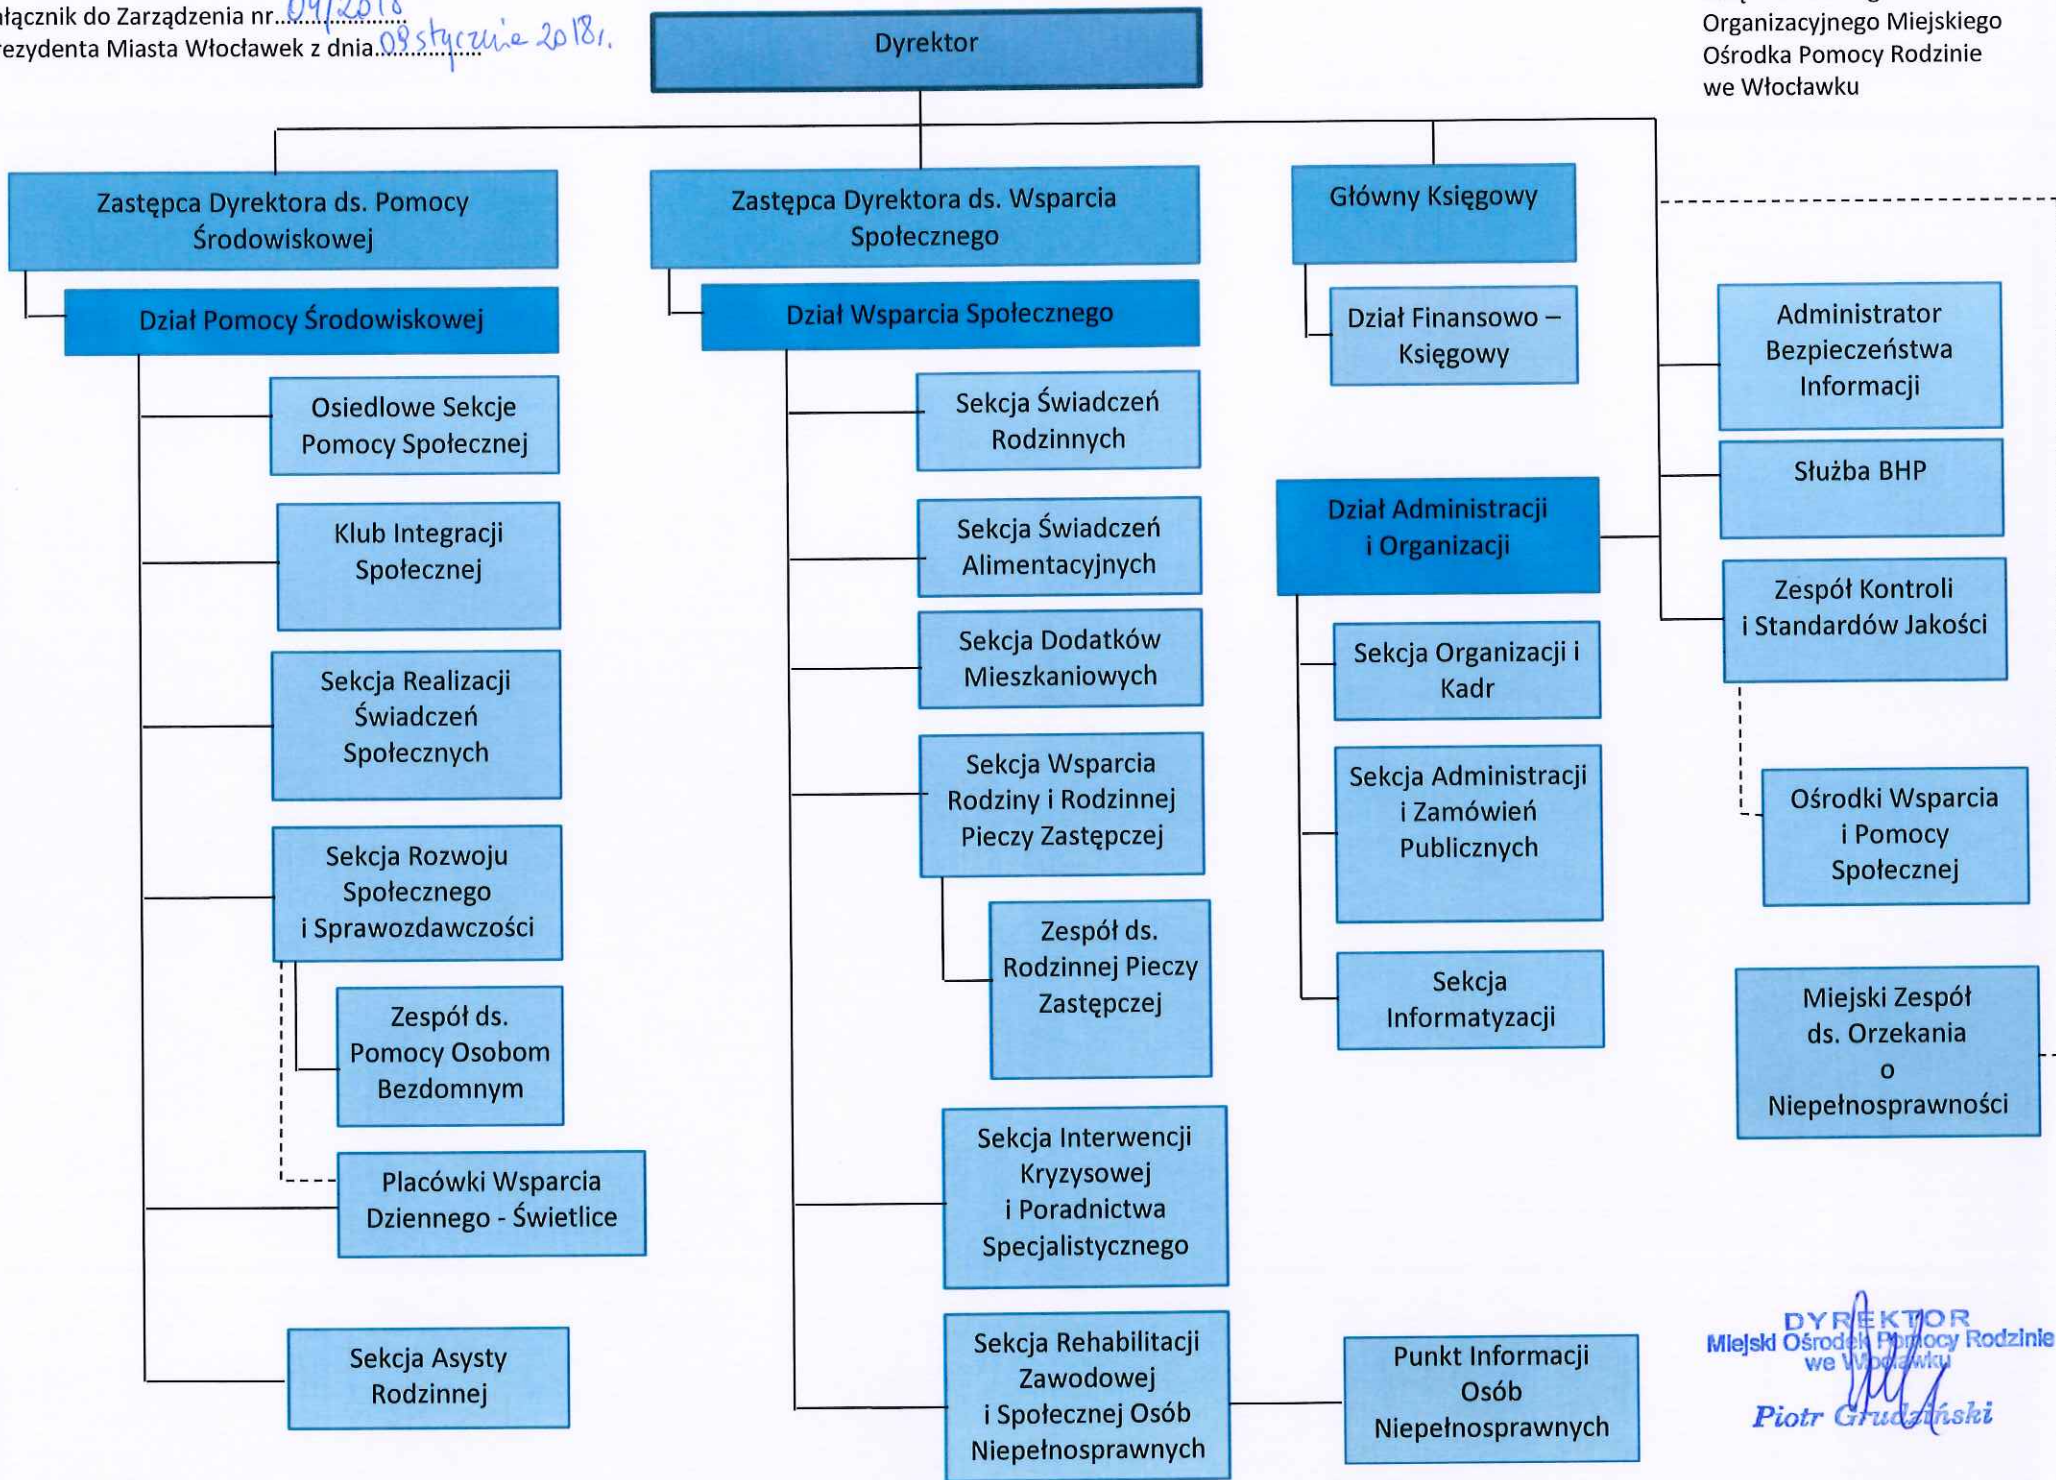 łącznik do Zarządzenia nr 04/2018
rezydenta Miasta Włocławek z dnia 09 stycznia 2018r.
Organizacyjnego Miejskiego
Ośrodka Pomocy Rodzinie
we Włocławku
Dyrektor
Zastępca Dyrektora ds. Pomocy
Środowiskowej
Dział Pomocy Środowiskowej
Osiedlowe Sekcje
Pomocy Społecznej
Klub Integracji
Społecznej
Sekcja Realizacji
Świadczeń
Społecznych
Sekcja Rozwoju
Społecznego
i Sprawozdawczości
Zespół ds.
Pomocy Osobom
Bezdomnym
Placówki Wsparcia
Dziennego - Świetlice
Sekcja Asysty
Rodzinnej
Zastępca Dyrektora ds. Wsparcia
Społecznego
Dział Wsparcia Społecznego
Sekcja Świadczeń
Rodzinnych
Sekcja Świadczeń
Alimentacyjnych
Sekcja Dodatków
Mieszkaniowych
Sekcja Wsparcia
Rodziny i Rodzinnej
Pieczy Zastępczej
Zespół ds.
Rodzinnej Pieczy
Zastępczej
Sekcja Interwencji
Kryzysowej
i Poradnictwa
Specjalistycznego
Sekcja Rehabilitacji
Zawodowej
i Społecznej Osób
Niepełnosprawnych
Punkt Informacji
Osób
Niepełnosprawnych
Główny Księgowy
Dział Finansowo –
Księgowy
Dział Administracji
i Organizacji
Sekcja Organizacji i
Kadr
Sekcja Administracji
i Zamówień
Publicznych
Sekcja
Informatyzacji
Administrator
Bezpieczeństwa
Informacji
Służba BHP
Zespół Kontroli
i Standardów Jakości
Ośrodki Wsparcia
i Pomocy
Społecznej
Miejski Zespół
ds. Orzekania
o
Niepełnosprawności
DYREKTOR
Miejski Ośrodek Pomocy Rodzinie
we Włocławku
Piotr Grudziński